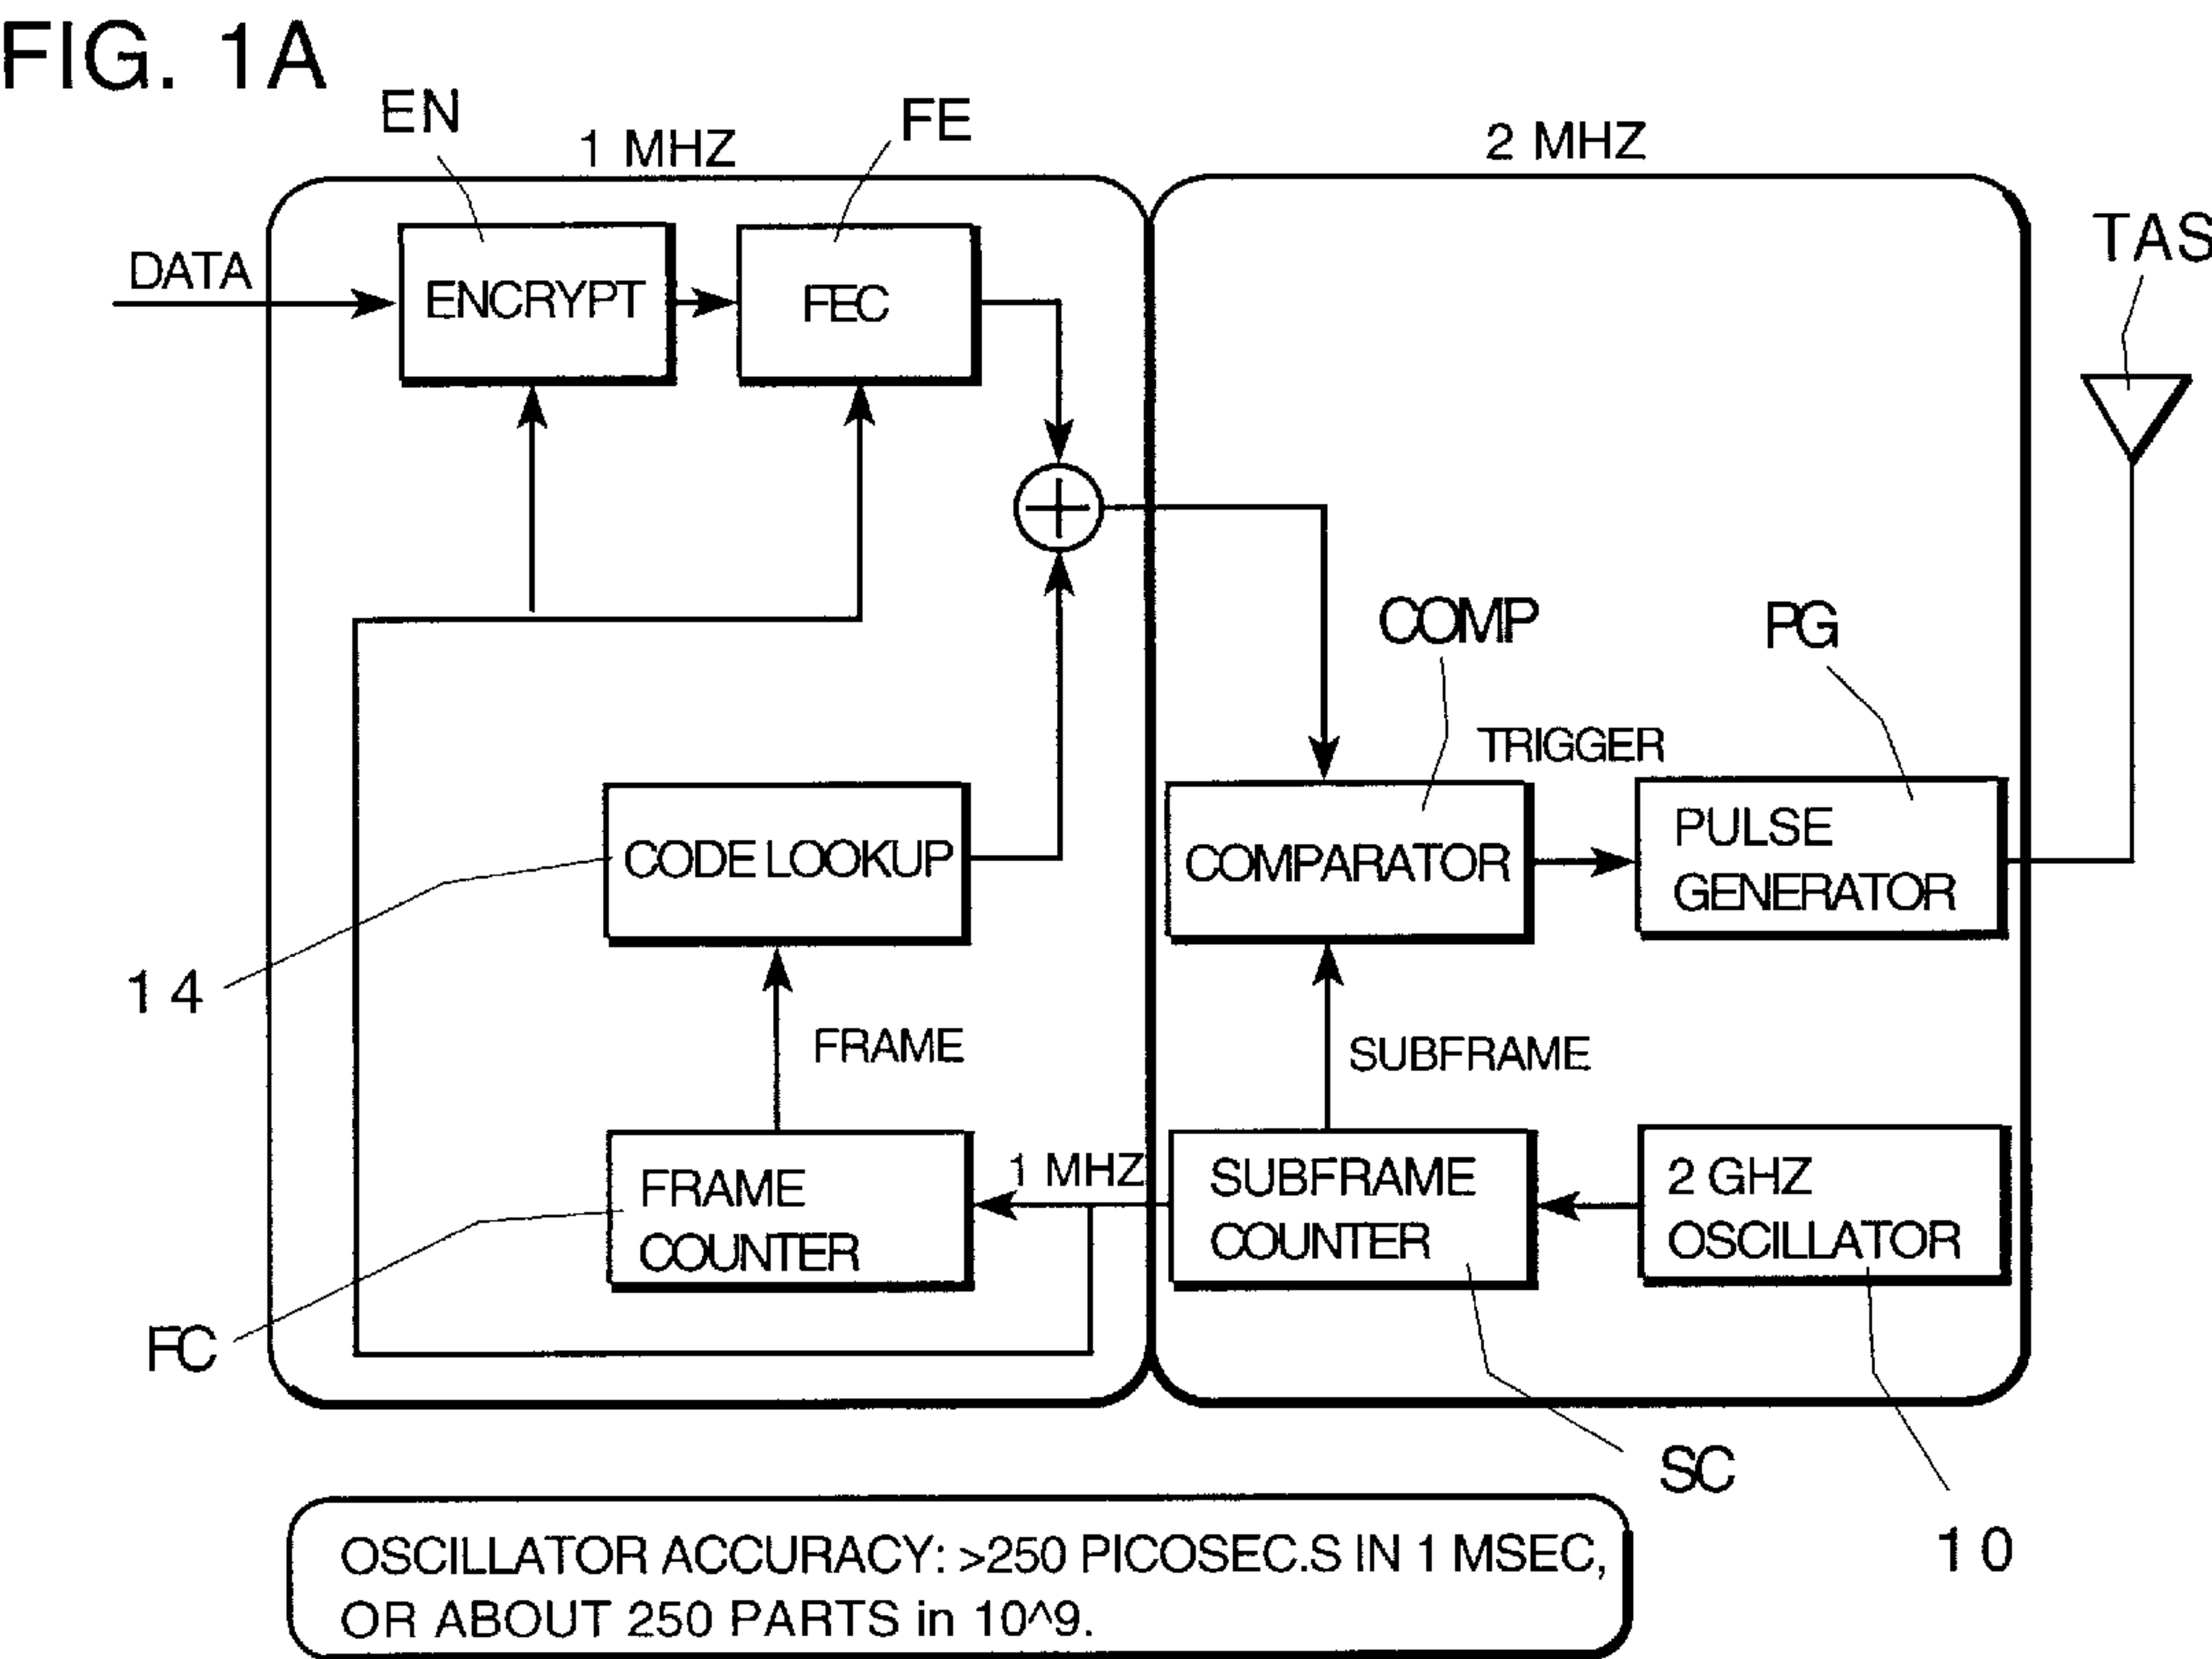 FIG. 1A
EN
FE
1 MHZ
2 MHZ
TAS
DATA
ENCRYPT
FEC
COMP
PG
TRIGGER
CODE LOOKUP
COMPARATOR
PULSE
GENERATOR
14
FRAME
SUBFRAME
1 MHZ
FRAME
COUNTER
SUBFRAME
COUNTER
2 GHZ
OSCILLATOR
FC
SC
10
OSCILLATOR ACCURACY: >250 PICOSEC.S IN 1 MSEC,
OR ABOUT 250 PARTS in 10^9.